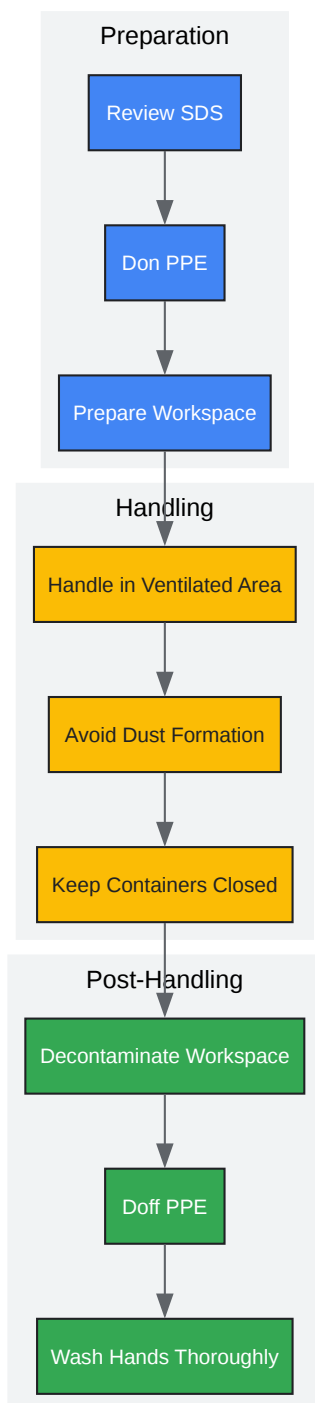 Preparation
Review SDS
Don PPE
Prepare Workspace
Handling
Handle in Ventilated Area
Avoid Dust Formation
Keep Containers Closed
Post-Handling
Decontaminate Workspace
Doff PPE
Wash Hands Thoroughly